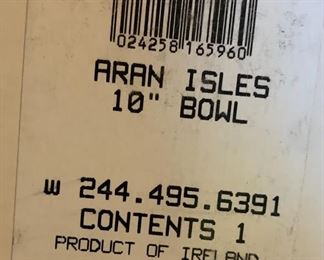 024258 165960
ARAN ISLES
10" BOWL
W 244.495.6391
CONTENTS 1
PRODUCT OF IRELAND